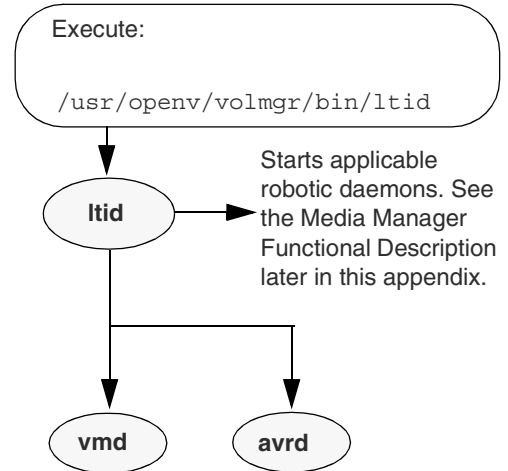 Execute:
/usr/openv/volmgr/bin/ltid
Starts applicable
robotic daemons. See
the Media Manager
Functional Description
later in this appendix.
ltid
vmd
avrd